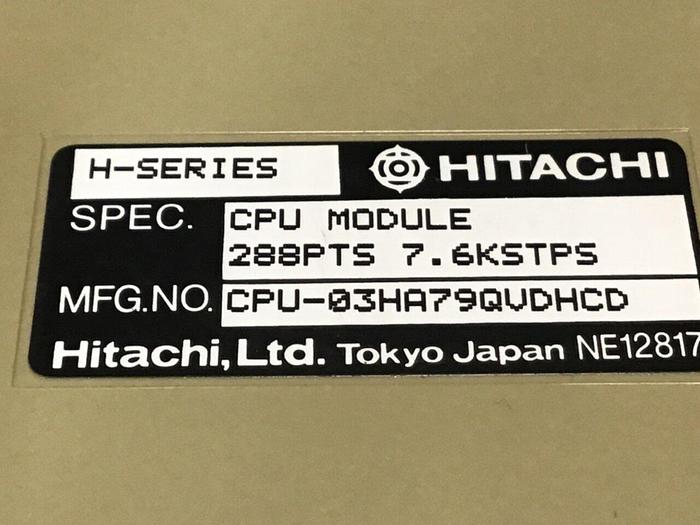 H-SERIES HITACHI
SPEC. CPU MODULE
288PTS 7.6KSTPS
MFG.NO. CPU-03HA79QVDHCD
Hitachi, Ltd. Tokyo Japan NE12817